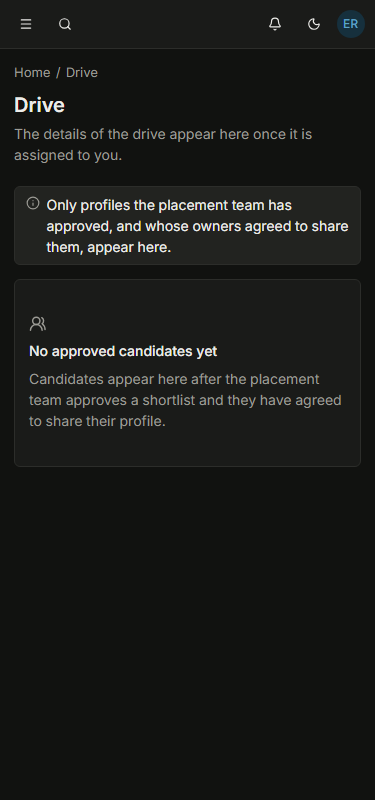 ER
Home / Drive
Drive
The details of the drive appear here once it is
assigned to you.
Only profiles the placement team has
approved, and whose owners agreed to share
them, appear here.
No approved candidates yet
Candidates appear here after the placement
team approves a shortlist and they have agreed
to share their profile.